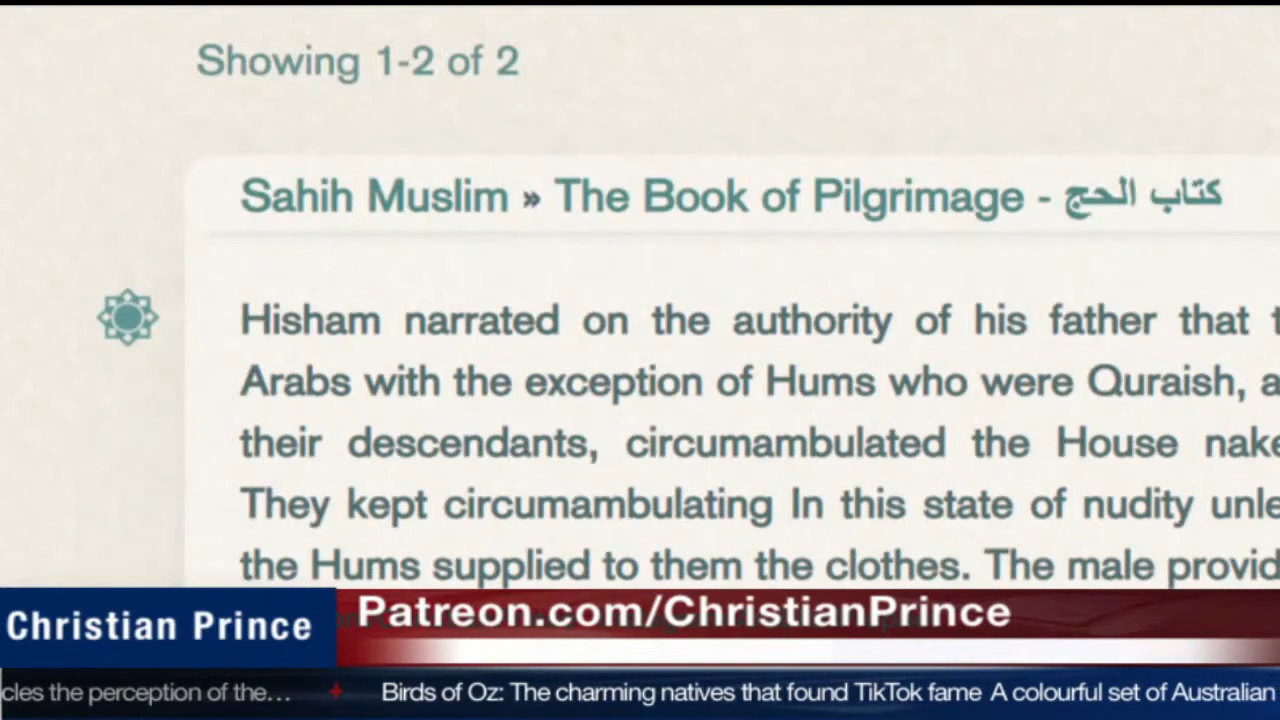 Showing 1-2 of 2
Sahih Muslim » The Book of Pilgrimage - كتاب الحج
Hisham narrated on the authority of his father that t
Arabs with the exception of Hums who were Quraish, a
their descendants, circumambulated the House nake
They kept circumambulating In this state of nudity unle
the Hums supplied to them the clothes. The male provid
Christian Prince
Patreon.com/ChristianPrince
cles the perception of the... Birds of Oz: The charming natives that found TikTok fame A colourful set of Australian